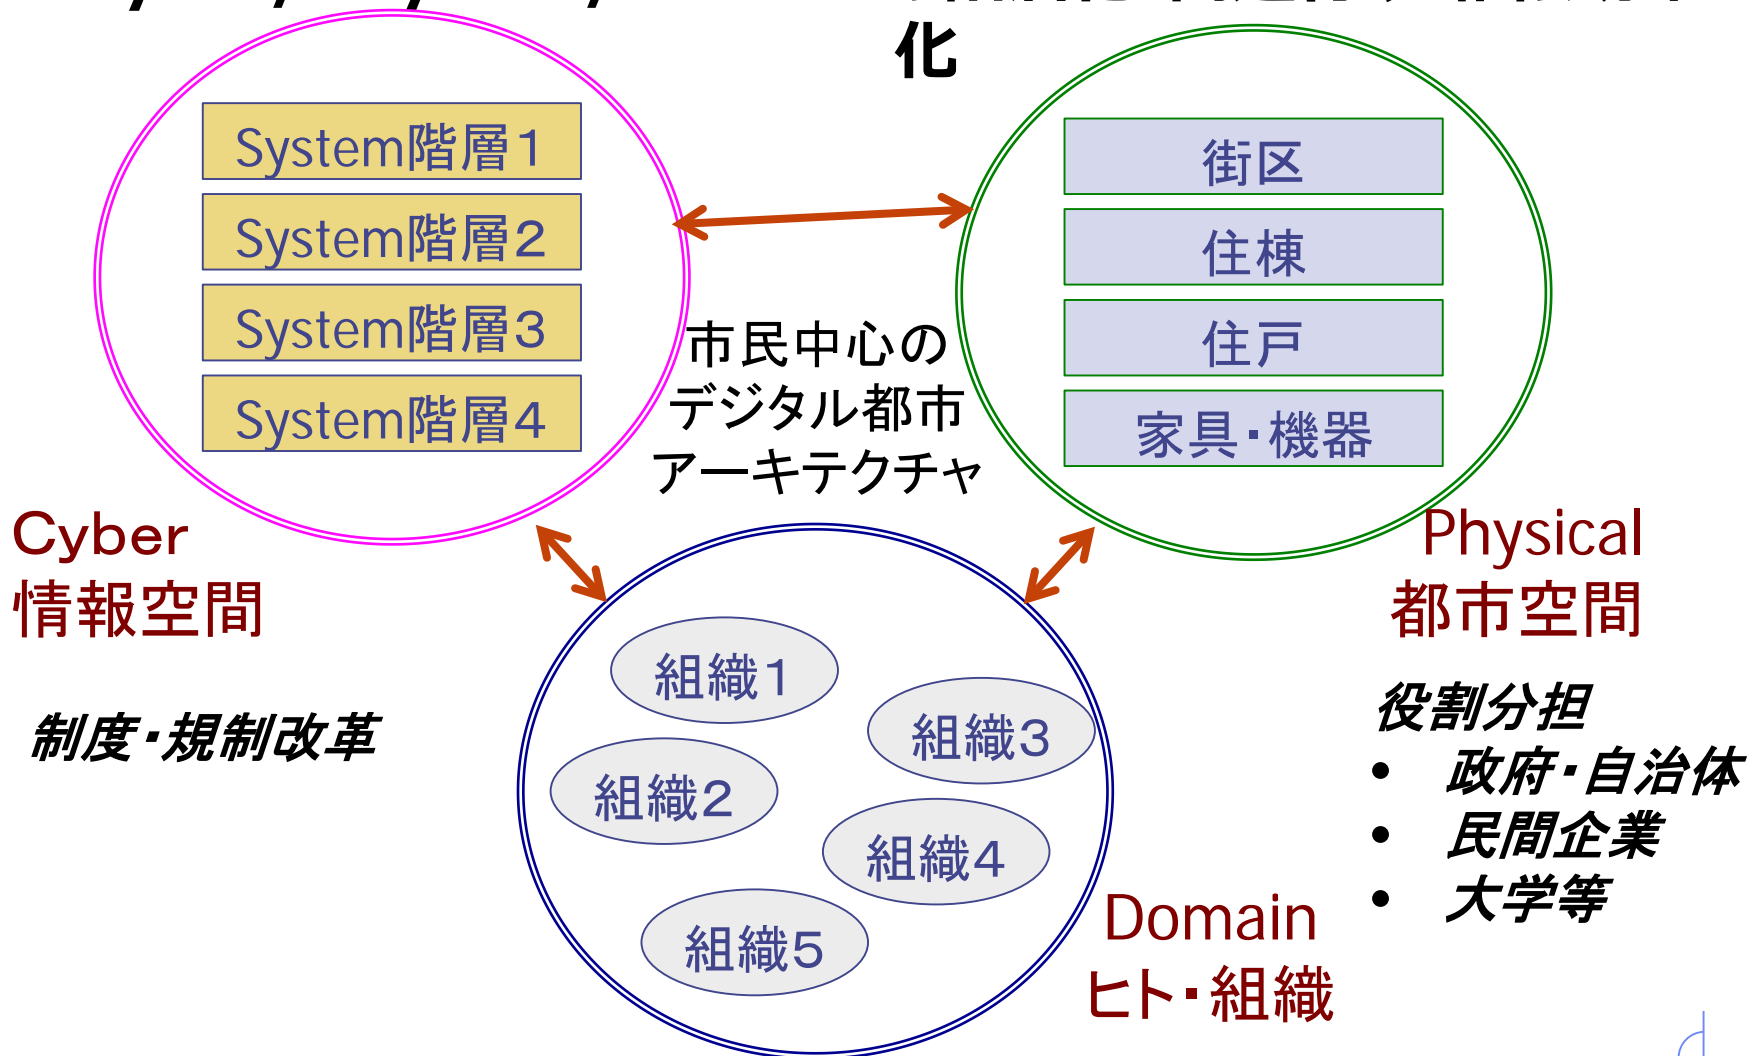 化
System階層1
System階層2
System階層3
System階層4
街区
住棟
住戸
家具・機器
市民中心の
デジタル都市
アーキテクチャ
Cyber
情報空間
Physical
都市空間
制度・規制改革
組織1
組織2
組織3
組織4
組織5
Domain
ヒト・組織
役割分担
• 政府・自治体
• 民間企業
• 大学等